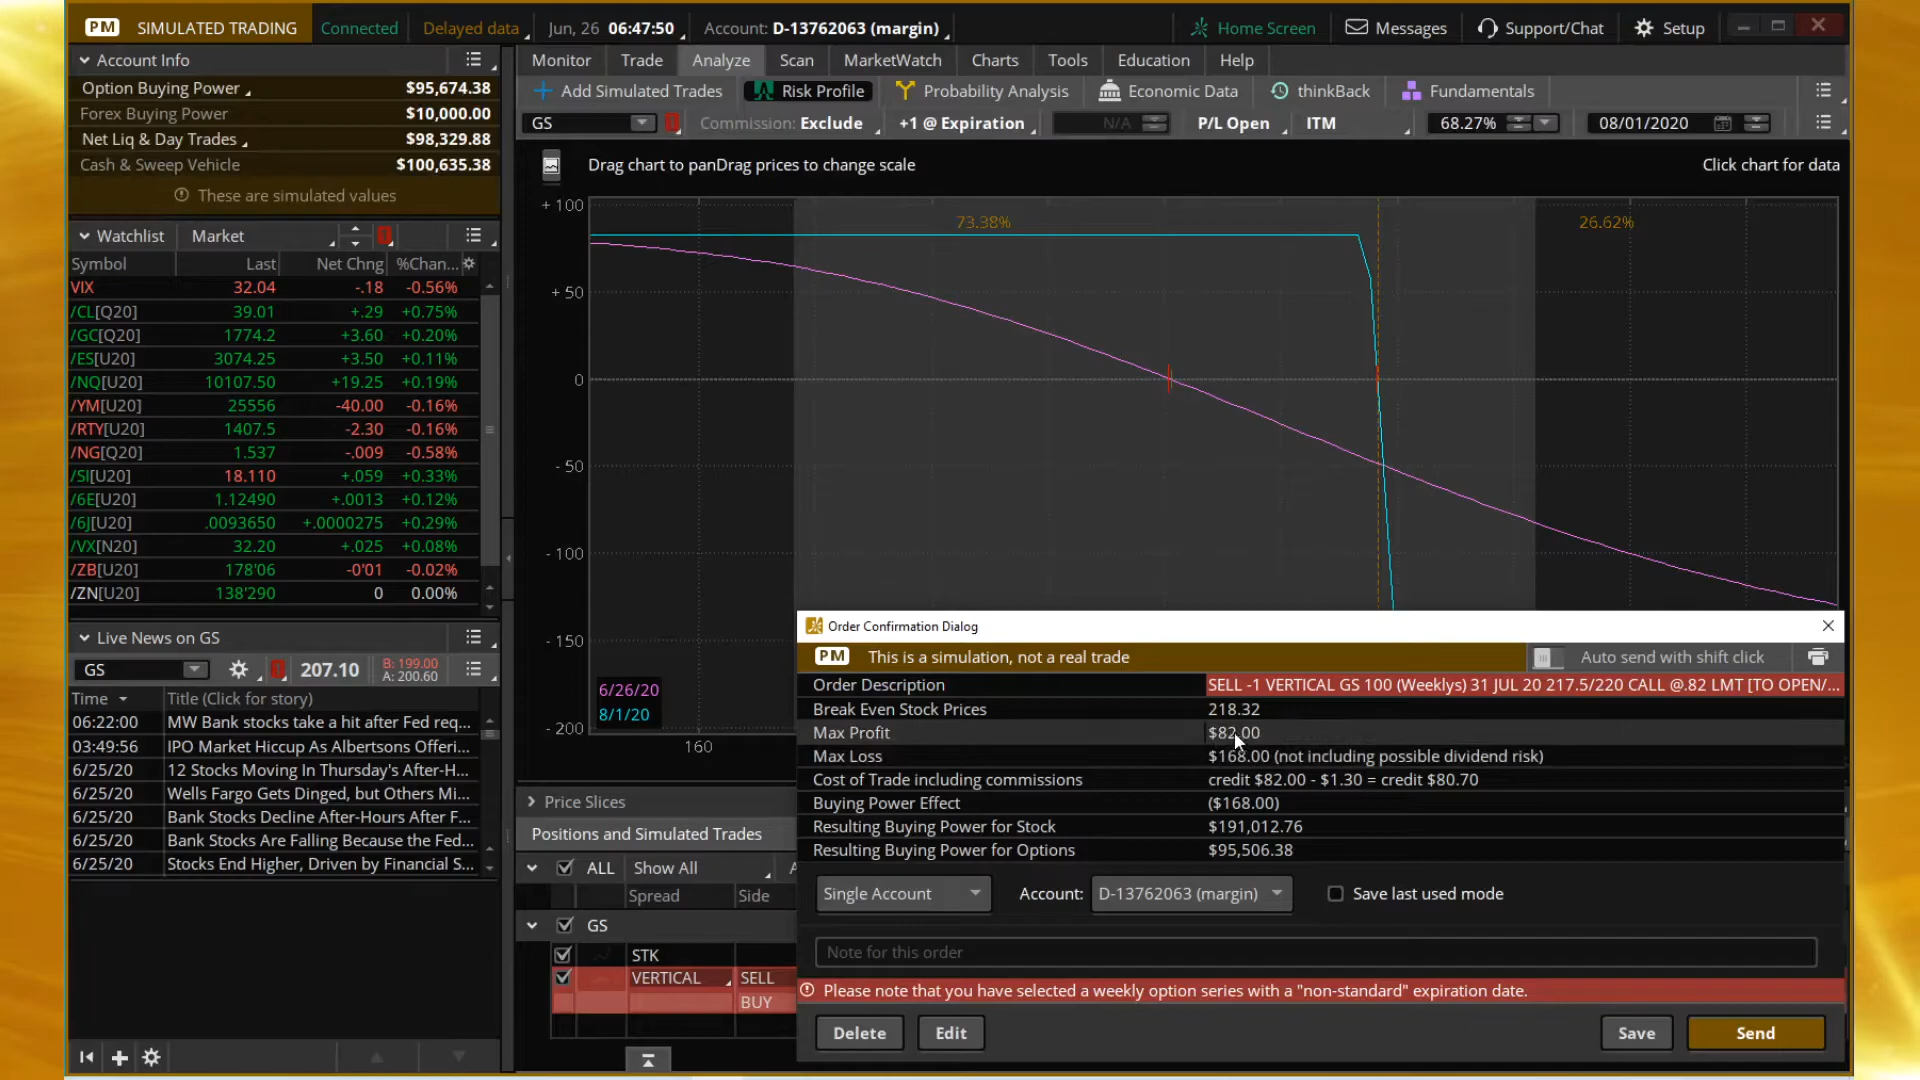 PM SIMULATED TRADING Connected Delayed data Jun, 26 06:47:50 Account: D-13762063 (margin) Home Screen Messages Support/Chat Setup
Account Info
Option Buying Power $95,674.38
Forex Buying Power $10,000.00
Net Liq & Day Trades $98,329.88
Cash & Sweep Vehicle $100,635.38
These are simulated values
Watchlist Market
Symbol Last Net Chng %Chan...
VIX 32.04 -.18 -0.56%
/CL[Q20] 39.01 +.29 +0.75%
/GC[Q20] 1774.2 +3.60 +0.20%
/ES[U20] 3074.25 +3.50 +0.11%
/NQ[U20] 10107.50 +19.25 +0.19%
/YM[U20] 25556 -40.00 -0.16%
/RTY[U20] 1407.5 -2.30 -0.16%
/NG[Q20] 1.537 -.009 -0.58%
/SI[U20] 18.110 +.059 +0.33%
/6E[U20] 1.12490 +.0013 +0.12%
/6J[U20] .0093650 +.0000275 +0.29%
/VX[N20] 32.20 +.025 +0.08%
/ZB[U20] 178'06 -0'01 -0.02%
/ZN[U20] 138'290 0 0.00%
Live News on GS
GS 207.10 B: 199.00 A: 200.60
Time Title (Click for story)
06:22:00 MW Bank stocks take a hit after Fed req...
03:49:56 IPO Market Hiccup As Albertsons Offeri...
6/25/20 12 Stocks Moving In Thursday's After-H...
6/25/20 Wells Fargo Gets Dinged, but Others Mi...
6/25/20 Bank Stocks Decline After-Hours After F...
6/25/20 Bank Stocks Are Falling Because the Fed...
6/25/20 Stocks End Higher, Driven by Financial S...
Monitor Trade Analyze Scan MarketWatch Charts Tools Education Help
Add Simulated Trades Risk Profile Probability Analysis Economic Data thinkBack Fundamentals
GS Commission: Exclude +1 @ Expiration N/A P/L Open ITM 68.27% 08/01/2020
Drag chart to panDrag prices to change scale Click chart for data
+ 100
73.38% 26.62%
+ 50
0
- 50
- 100
- 150
6/26/20
8/1/20
- 200
160
Price Slices
Positions and Simulated Trades
ALL Show All
Spread Side
GS
STK
VERTICAL SELL
BUY
Order Confirmation Dialog
PM This is a simulation, not a real trade Auto send with shift click
Order Description SELL -1 VERTICAL GS 100 (Weeklys) 31 JUL 20 217.5/220 CALL @.82 LMT [TO OPEN/...
Break Even Stock Prices 218.32
Max Profit $82.00
Max Loss $168.00 (not including possible dividend risk)
Cost of Trade including commissions credit $82.00 - $1.30 = credit $80.70
Buying Power Effect ($168.00)
Resulting Buying Power for Stock $191,012.76
Resulting Buying Power for Options $95,506.38
Single Account Account: D-13762063 (margin) Save last used mode
Note for this order
Please note that you have selected a weekly option series with a "non-standard" expiration date.
Delete Edit Save Send